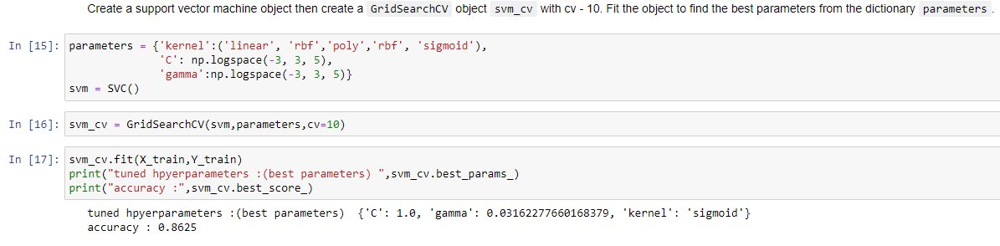 Create a support vector machine object then create a GridSearchCV object svm_cv with cv - 10. Fit the object to find the best parameters from the dictionary parameters .
In [15]: parameters = {'kernel':('linear', 'rbf','poly','rbf', 'sigmoid'),
'C': np.logspace(-3, 3, 5),
'gamma':np.logspace(-3, 3, 5)}
svm = SVC()
In [16]: svm_cv = GridSearchCV(svm,parameters,cv=10)
In [17]: svm_cv.fit(X_train,Y_train)
print("tuned hpyerparameters :(best parameters) ",svm_cv.best_params_)
print("accuracy :",svm_cv.best_score_)
tuned hpyerparameters :(best parameters)  {'C': 1.0, 'gamma': 0.03162277660168379, 'kernel': 'sigmoid'}
accuracy : 0.8625